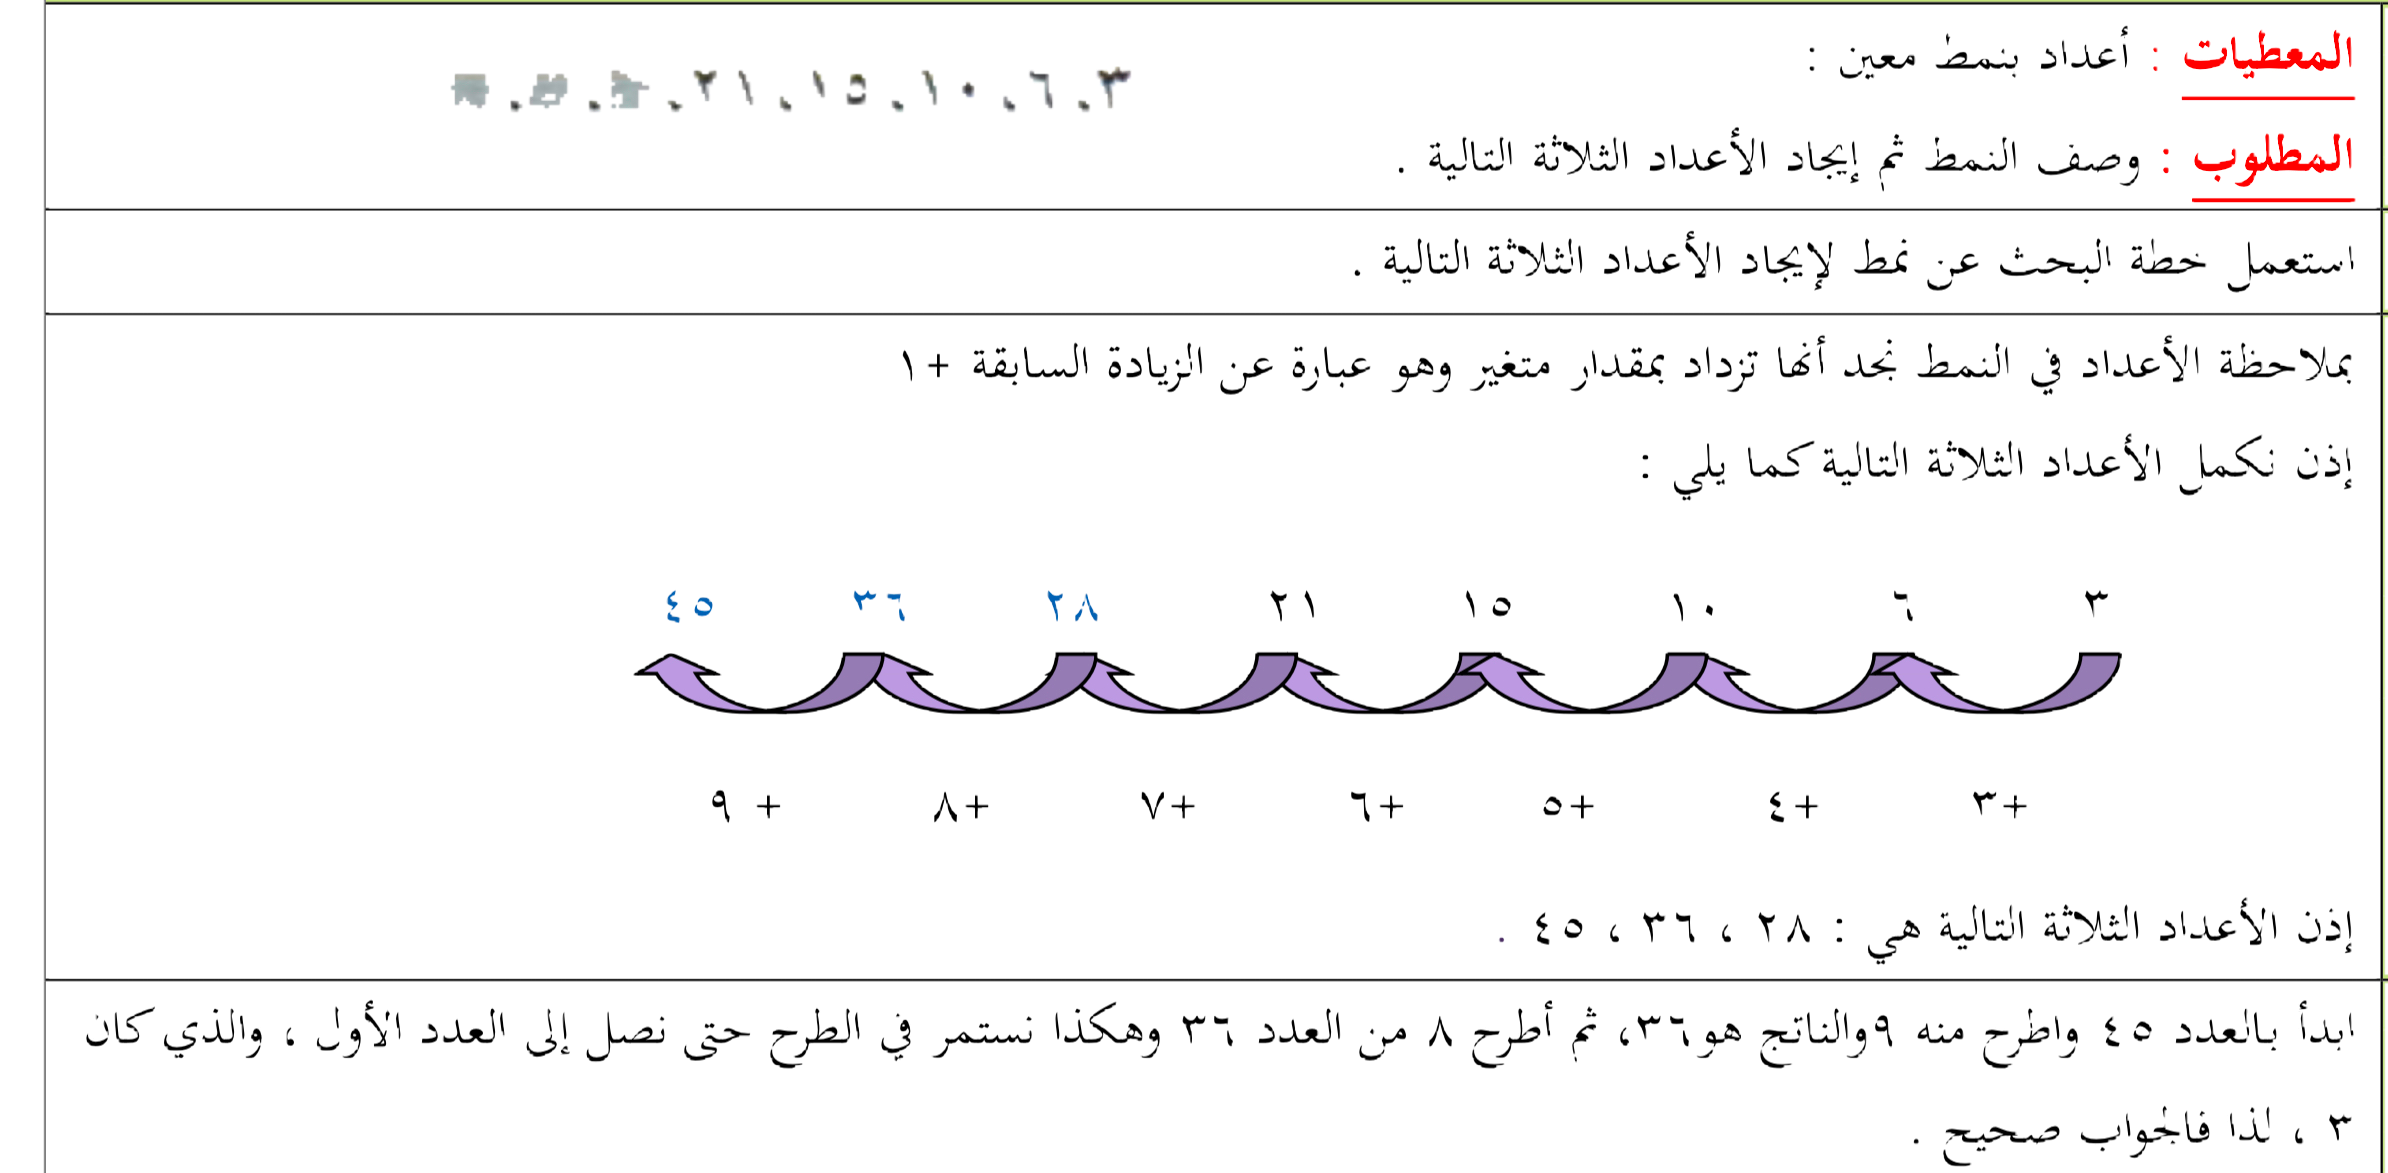 المعطيات : أعداد بنمط معين : ٣، ٦، ١٠، ١٥، ٢١، ■، ■، ■
المطلوب : وصف النمط ثم إيجاد الأعداد الثلاثة التالية .
استعمل خطة البحث عن نمط لإيجاد الأعداد الثلاثة التالية .
بملاحظة الأعداد في النمط نجد أنها تزداد بمقدار متغير وهو عبارة عن الزيادة السابقة +١
إذن نكمل الأعداد الثلاثة التالية كما يلي :
٣ ٦ ١٠ ١٥ ٢١ ٢٨ ٣٦ ٤٥
+٣ +٤ +٥ +٦ +٧ +٨ + ٩
إذن الأعداد الثلاثة التالية هي : ٢٨ ، ٣٦ ، ٤٥ .
ابدأ بالعدد ٤٥ واطرح منه ٩والناتج هو٣٦، ثم أطرح ٨ من العدد ٣٦ وهكذا نستمر في الطرح حتى نصل إلى العدد الأول ، والذي كان
٣ ، لذا فالجواب صحيح .